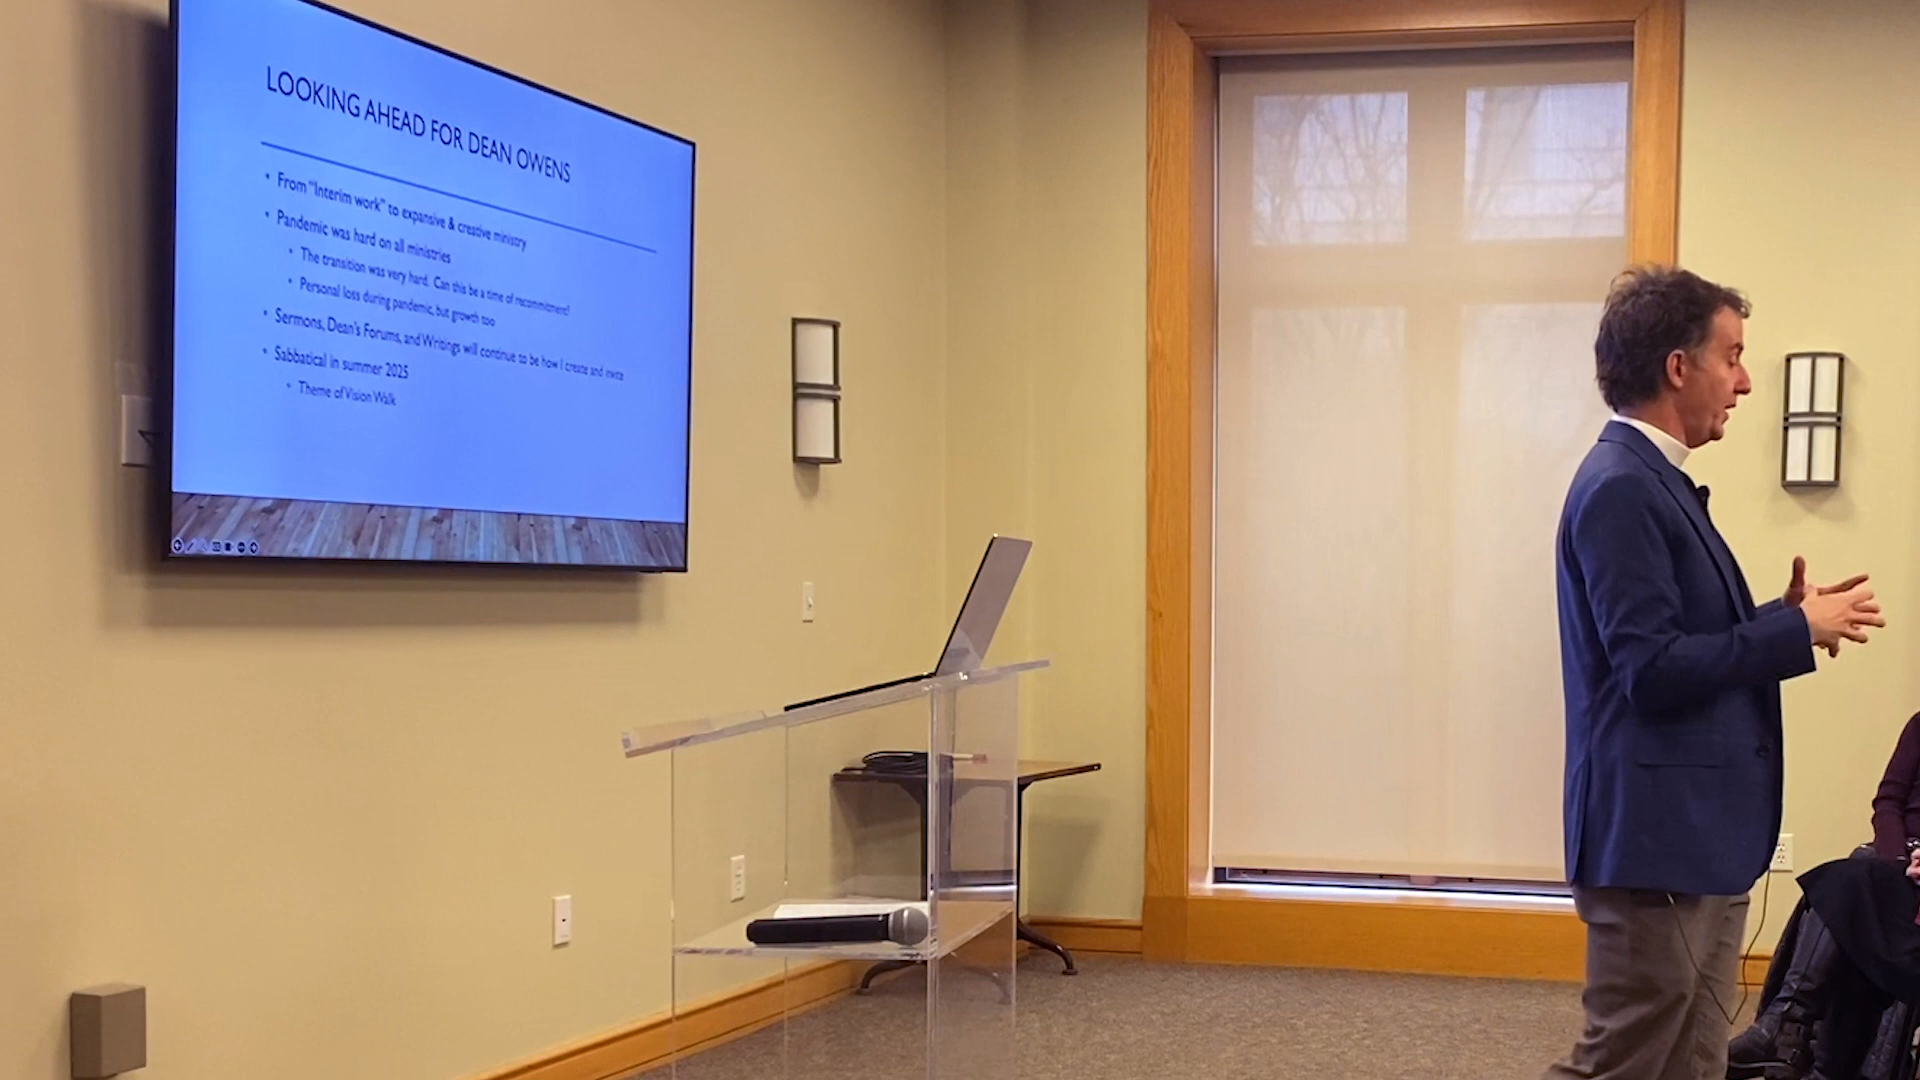 LOOKING AHEAD FOR DEAN OWENS
• From "Interim work" to expansive & creative ministry
• Pandemic was hard on all ministries
• The transition was very hard. Can this be a time of recommitment?
• Personal loss during pandemic, but growth too
• Sermons, Dean's Forums, and Writings will continue to be how I create and invite
• Sabbatical in summer 2025
• Theme of Vision Walk